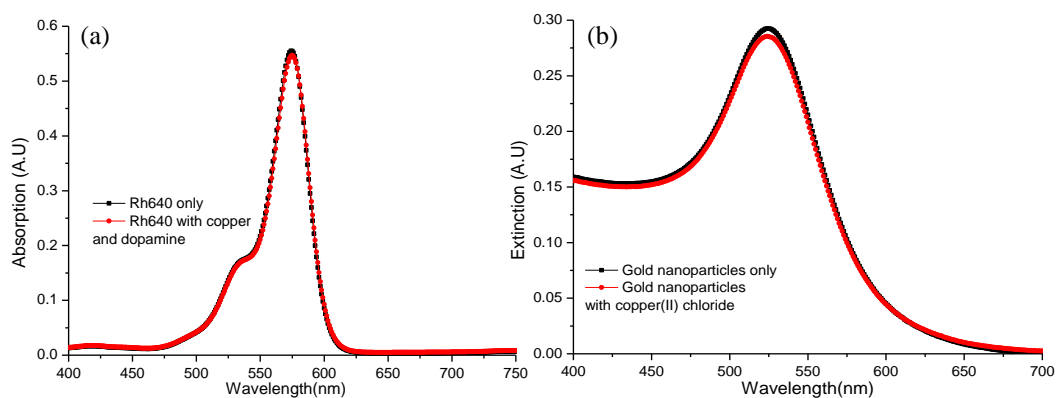 (a)
0.6
0.5
0.4
0.3
0.2
0.1
0.0
Absorption (A.U)
Rh640 only
Rh640 with copper
and dopamine
400 450 500 550 600 650 700 750
Wavelength(nm)
(b)
0.30
0.25
0.20
0.15
0.10
0.05
0.00
Extinction (A.U)
Gold nanoparticles only
Gold nanoparticles
with copper(II) chloride
400 450 500 550 600 650 700
Wavelength(nm)